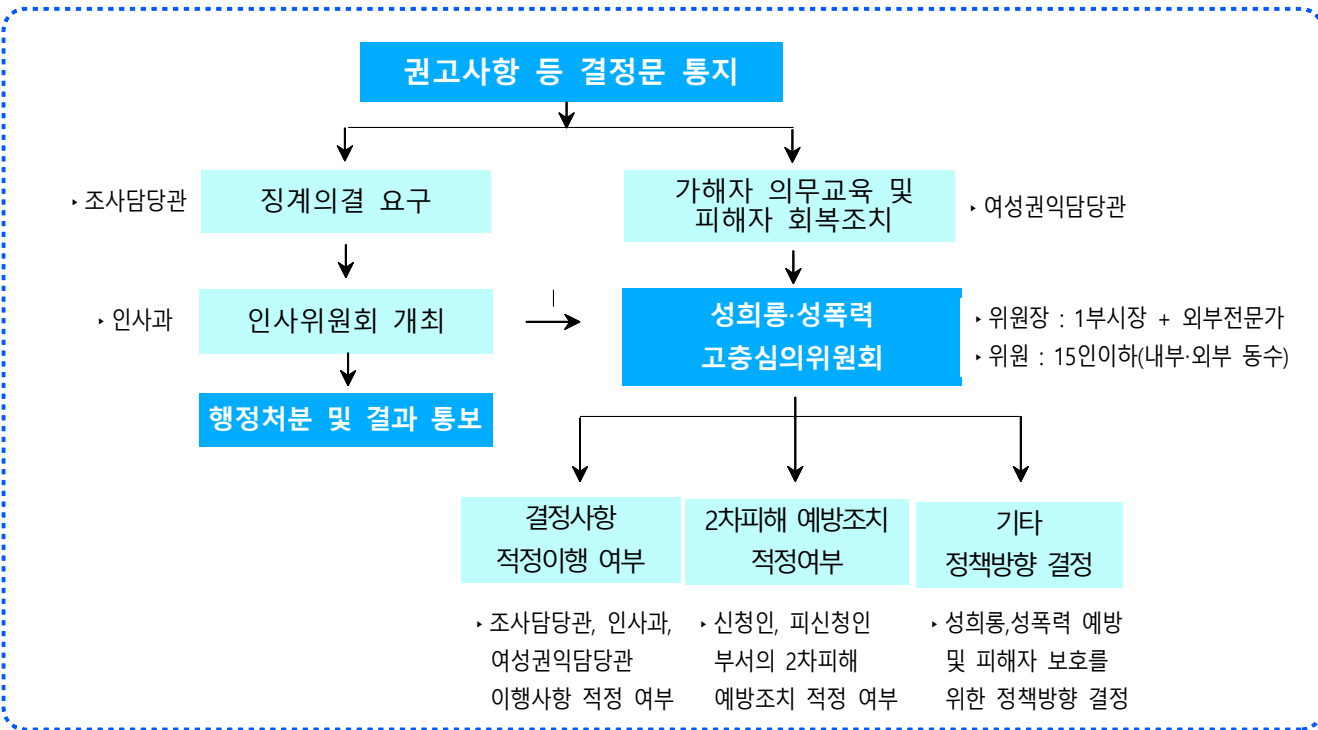 권고사항 등 결정문 통지
‣ 조사담당관
징계의결 요구
가해자 의무교육 및
피해자 회복조치
‣ 여성권익담당관
‣ 인사과
인사위원회 개최
성희롱·성폭력
고충심의위원회
‣ 위원장 : 1부시장 + 외부전문가
‣ 위원 : 15인이하(내부·외부 동수)
행정처분 및 결과 통보
결정사항
적정이행 여부
2차피해 예방조치
적정여부
기타
정책방향 결정
‣ 조사담당관, 인사과,
여성권익담당관
이행사항 적정 여부
‣ 신청인, 피신청인
부서의 2차피해
예방조치 적정 여부
‣ 성희롱,성폭력 예방
및 피해자 보호를
위한 정책방향 결정